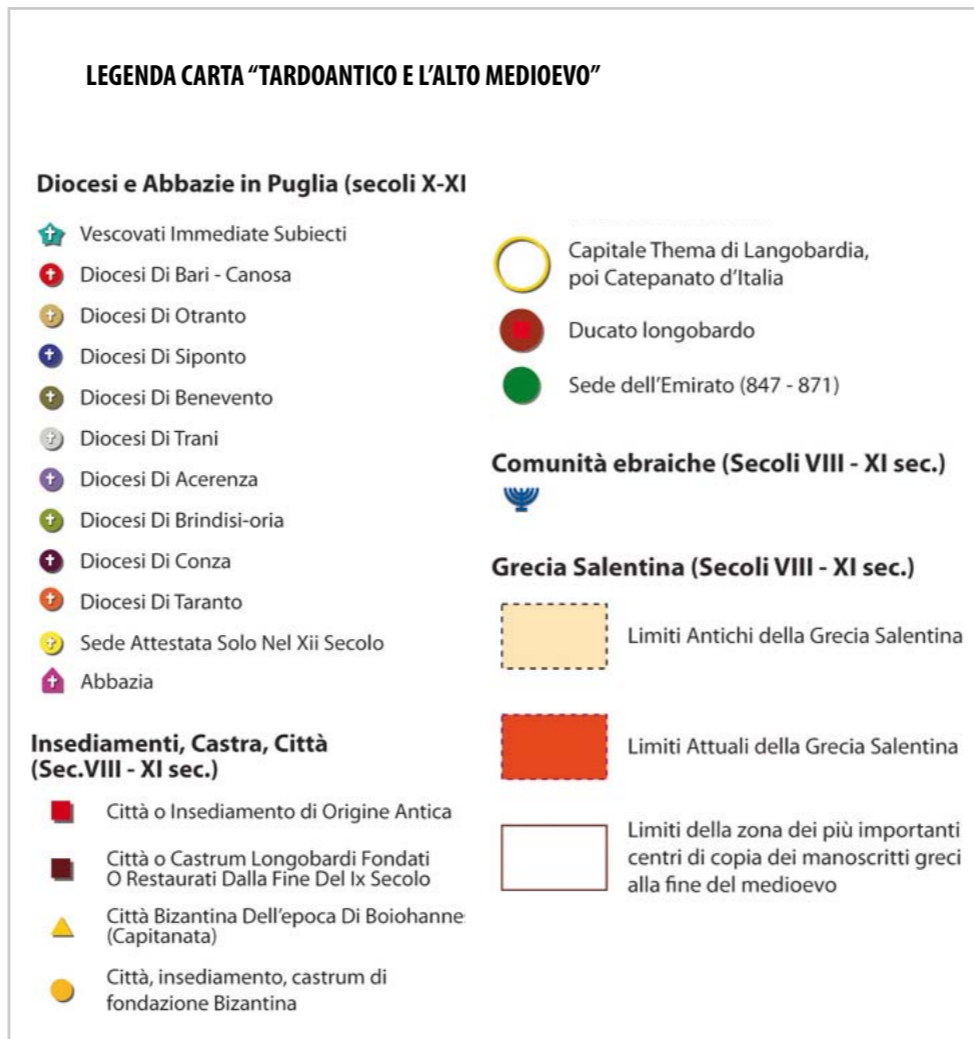 LEGENDA CARTA “TARDOANTICO E L’ALTO MEDIOEVO”
Diocesi e Abbazie in Puglia (secoli X-XI
Vescovati Immediate Subiecti
Diocesi Di Bari - Canosa
Diocesi Di Otranto
Diocesi Di Siponto
Diocesi Di Benevento
Diocesi Di Trani
Diocesi Di Acerenza
Diocesi Di Brindisi-oria
Diocesi Di Conza
Diocesi Di Taranto
Sede Attestata Solo Nel Xii Secolo
Abbazia
Insediamenti, Castra, Città
(Sec.VIII - XI sec.)
Città o Insediamento di Origine Antica
Città o Castrum Longobardi Fondati
O Restaurati Dalla Fine Del Ix Secolo
Città Bizantina Dell’epoca Di Boiohanne
(Capitanata)
Città, insediamento, castrum di
fondazione Bizantina
Capitale Thema di Langobardia,
poi Catepanato d’Italia
Ducato longobardo
Sede dell’Emirato (847 - 871)
Comunità ebraiche (Secoli VIII - XI sec.)
Grecia Salentina (Secoli VIII - XI sec.)
Limiti Antichi della Grecia Salentina
Limiti Attuali della Grecia Salentina
Limiti della zona dei più importanti
centri di copia dei manoscritti greci
alla fine del medioevo